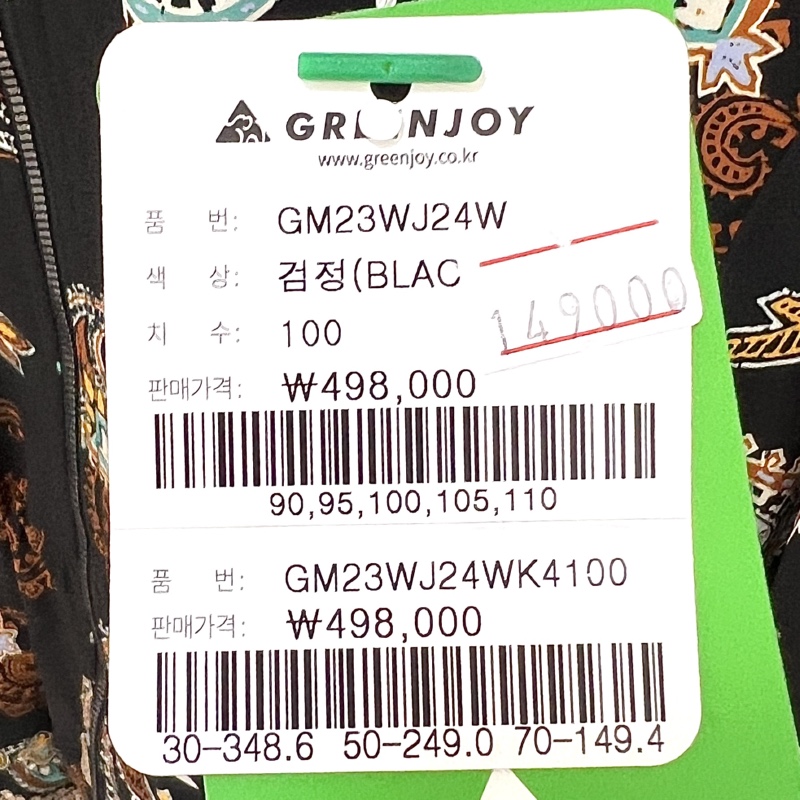 GREENJOY
www.greenjoy.co.kr
품 번: GM23WJ24W
색 상: 검정(BLAC
149000
치 수: 100
판매가격: ₩498,000
90,95,100,105,110
품 번: GM23WJ24WK4100
판매가격: ₩498,000
30-348.6 50-249.0 70-149.4